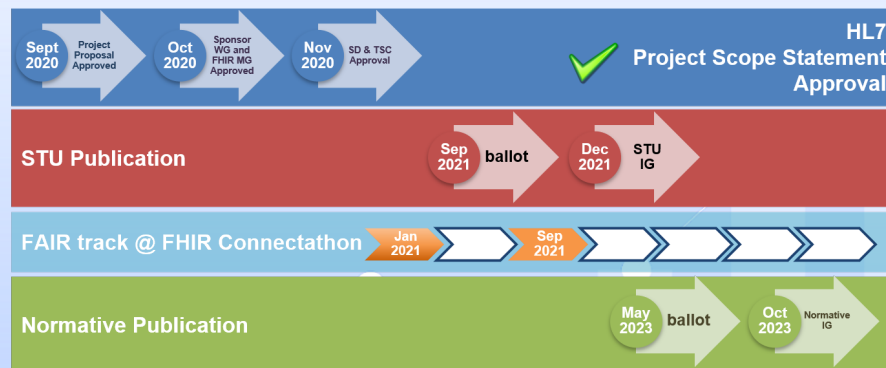 Sept
2020
Project
Proposal
Approved
Oct
2020
Sponsor
WG and
FHIR MG
Approved
Nov
2020
SD & TSC
Approval
HL7
Project Scope Statement
Approval
STU Publication
Sep
2021
ballot
Dec
2021
STU
IG
FAIR track @ FHIR Connectathon
Jan
2021
Sep
2021
Normative Publication
May
2023
ballot
Oct
2023
Normative
IG